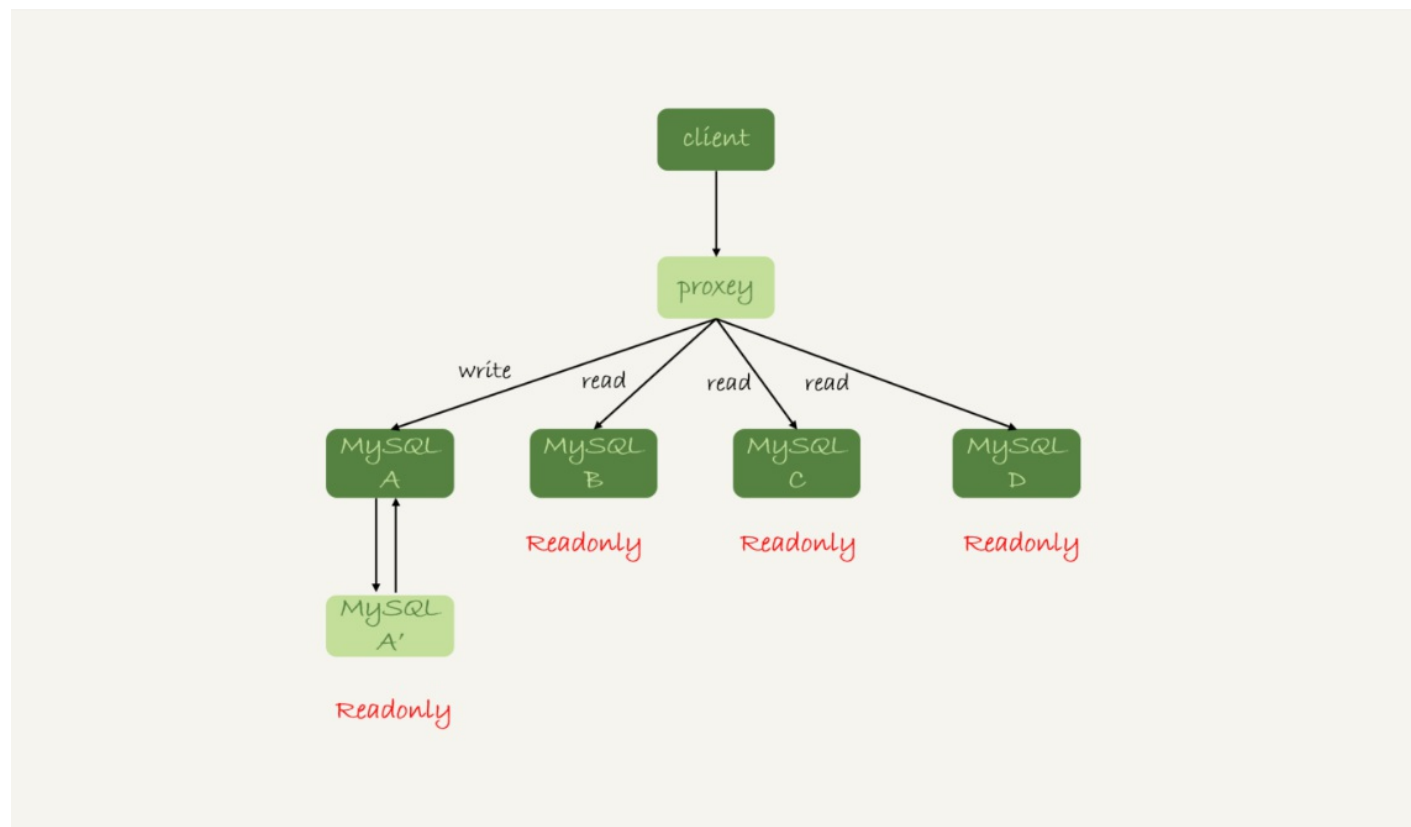 client
proxey
write
read
read
read
MySQL
A
MySQL
B
MySQL
C
MySQL
D
Readonly
Readonly
Readonly
MySQL
A'
Readonly